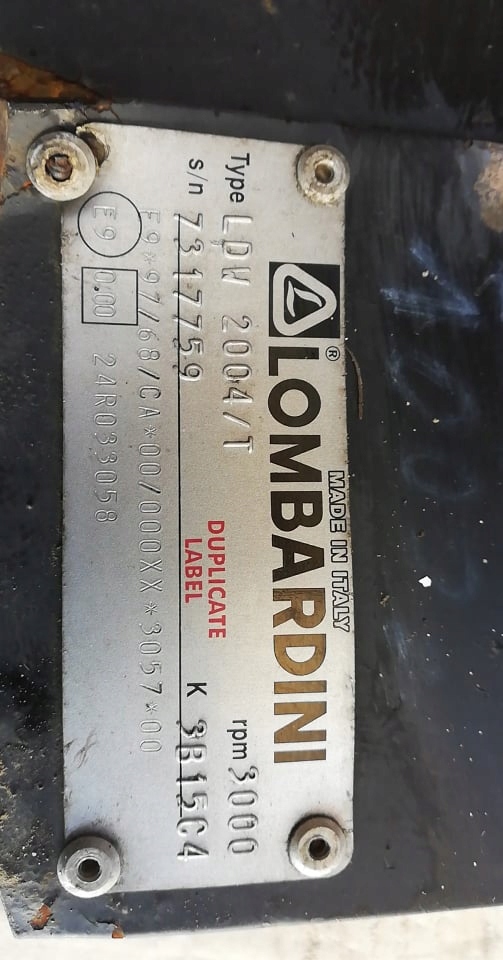 MADE IN ITALY
LOMBARDINI®
Type LDW 2004/T rpm 3000
DUPLICATE
LABEL
s/n 7317759 K 3B15C4
E9*97/68/CA*00/000XX*3057*00
E9 0.00 24R033058